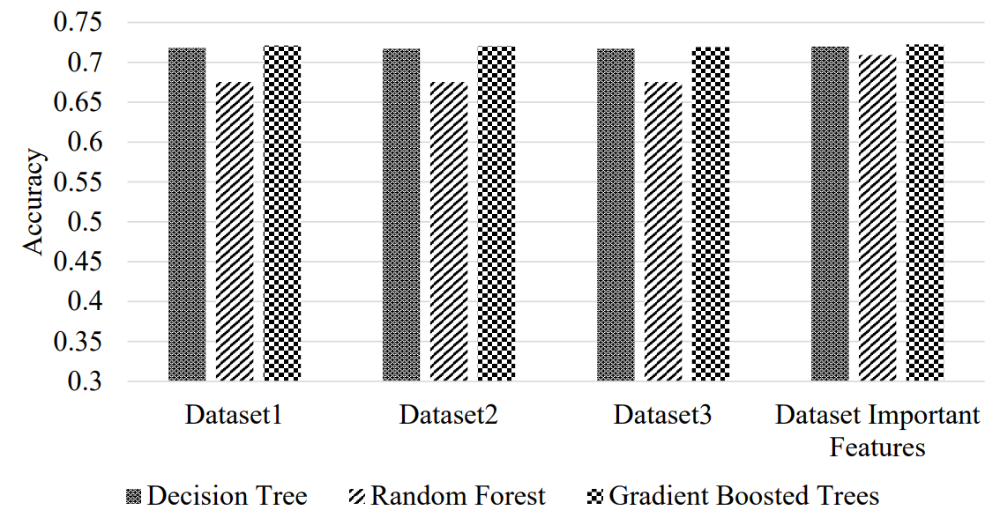 0.75
0.7
0.65
0.6
0.55
0.5
0.45
0.4
0.35
0.3
Accuracy
Dataset1
Dataset2
Dataset3
Dataset Important
Features
Decision Tree
Random Forest
Gradient Boosted Trees